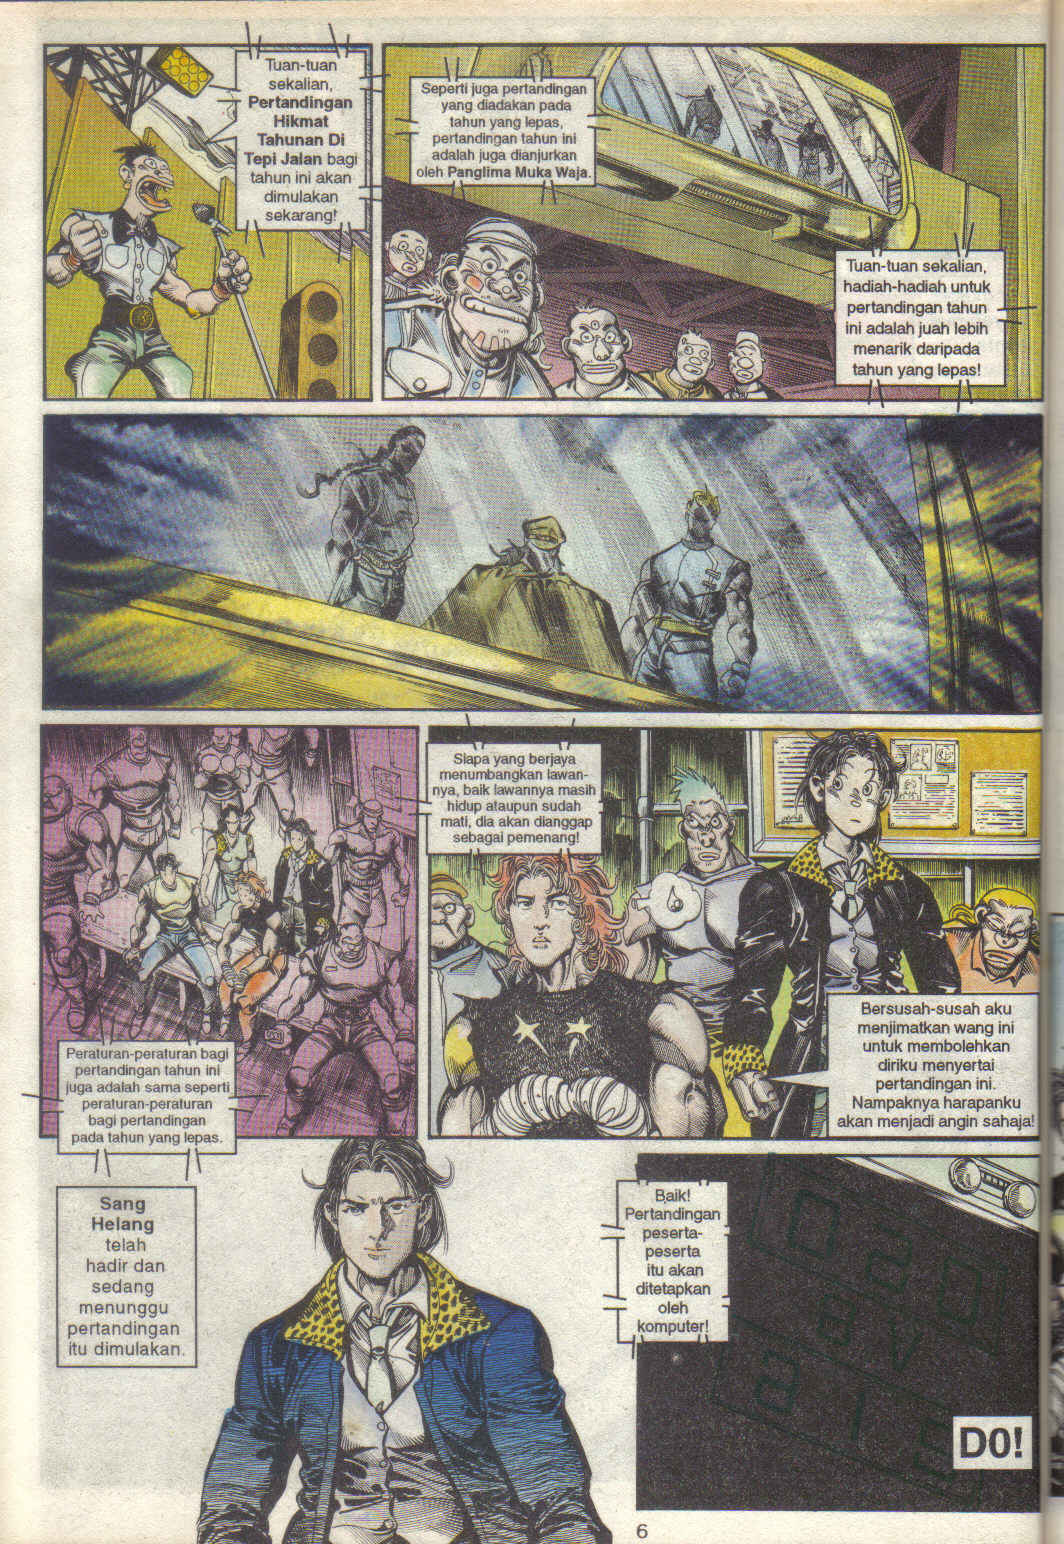 Tuan-tuan
sekalian,
Pertandingan
Hikmat
Tahunan Di
Tepi Jalan bagi
tahun ini akan
dimulakan
sekarang!
Seperti juga pertandingan
yang diadakan pada
tahun yang lepas,
pertandingan tahun ini
adalah juga dianjurkan
oleh Panglima Muka Waja.
Tuan-tuan sekalian,
hadiah-hadiah untuk
pertandingan tahun
ini adalah juah lebih
menarik daripada
tahun yang lepas!
Peraturan-peraturan bagi
pertandingan tahun ini
juga adalah sama seperti
peraturan-peraturan
bagi pertandingan
pada tahun yang lepas.
Siapa yang berjaya
menumbangkan lawan-
nya, baik lawannya masih
hidup ataupun sudah
mati, dia akan dianggap
sebagai pemenang!
Bersusah-susah aku
menjimatkan wang ini
untuk membolehkan
diriku menyertai
pertandingan ini.
Nampaknya harapanku
akan menjadi angin sahaja!
Sang
Helang
telah
hadir dan
sedang
menunggu
pertandingan
itu dimulakan.
Baik!
Pertandingan
peserta-
peserta
itu akan
ditetapkan
oleh
komputer!
DO!
6